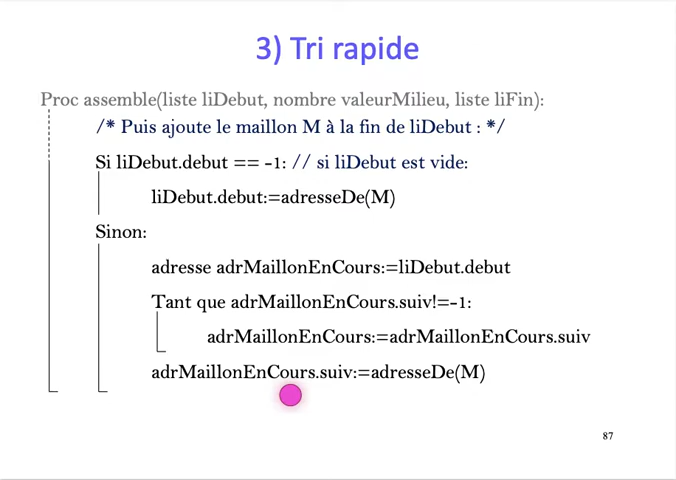 3) Tri rapide
Proc assemble(liste liDebut, nombre valeurMilieu, liste liFin):
/* Puis ajoute le maillon M à la fin de liDebut : */
Si liDebut.debut == -1: // si liDebut est vide:
liDebut.debut:=adresseDe(M)
Sinon:
adresse adrMaillonEnCours:=liDebut.debut
Tant que adrMaillonEnCours.suiv!=-1:
adrMaillonEnCours:=adrMaillonEnCours.suiv
adrMaillonEnCours.suiv:=adresseDe(M)
87